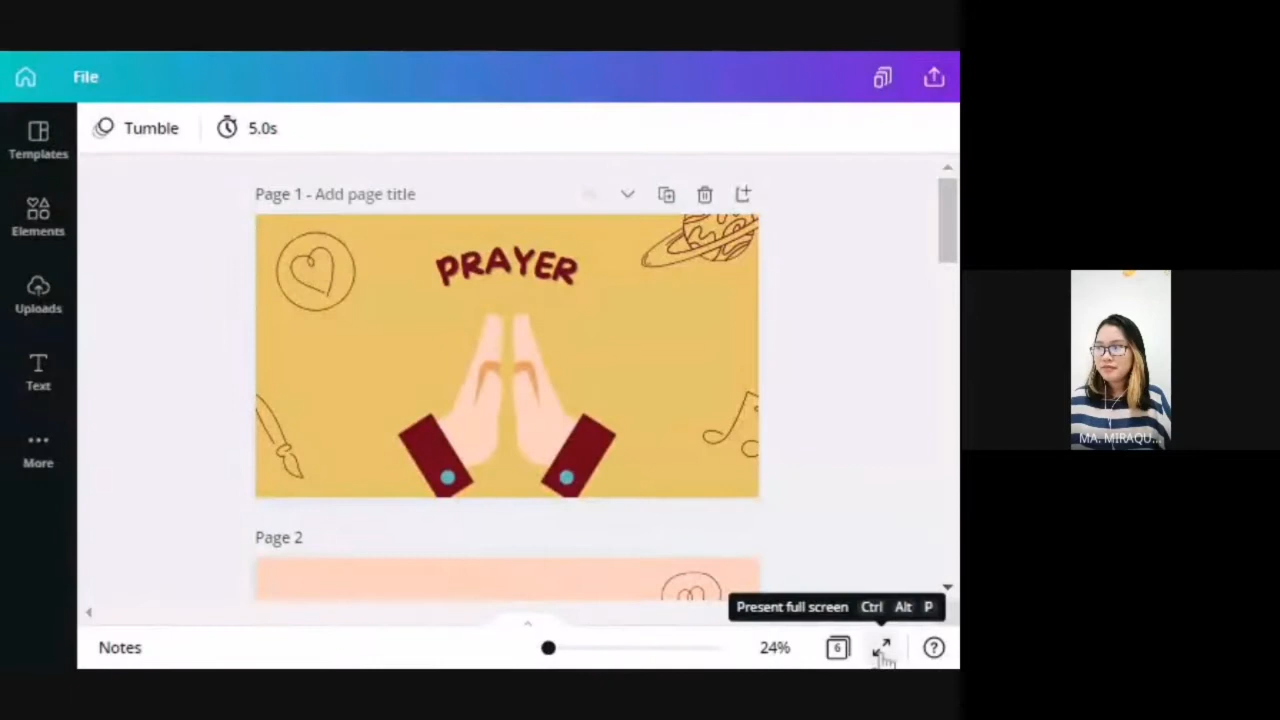 File
Templates
Elements
Uploads
Text
More
Tumble
5.0s
Page 1 - Add page title
PRAYER
Page 2
Present full screen Ctrl Alt P
Notes
24%
6
?
MA. MIRAQU...